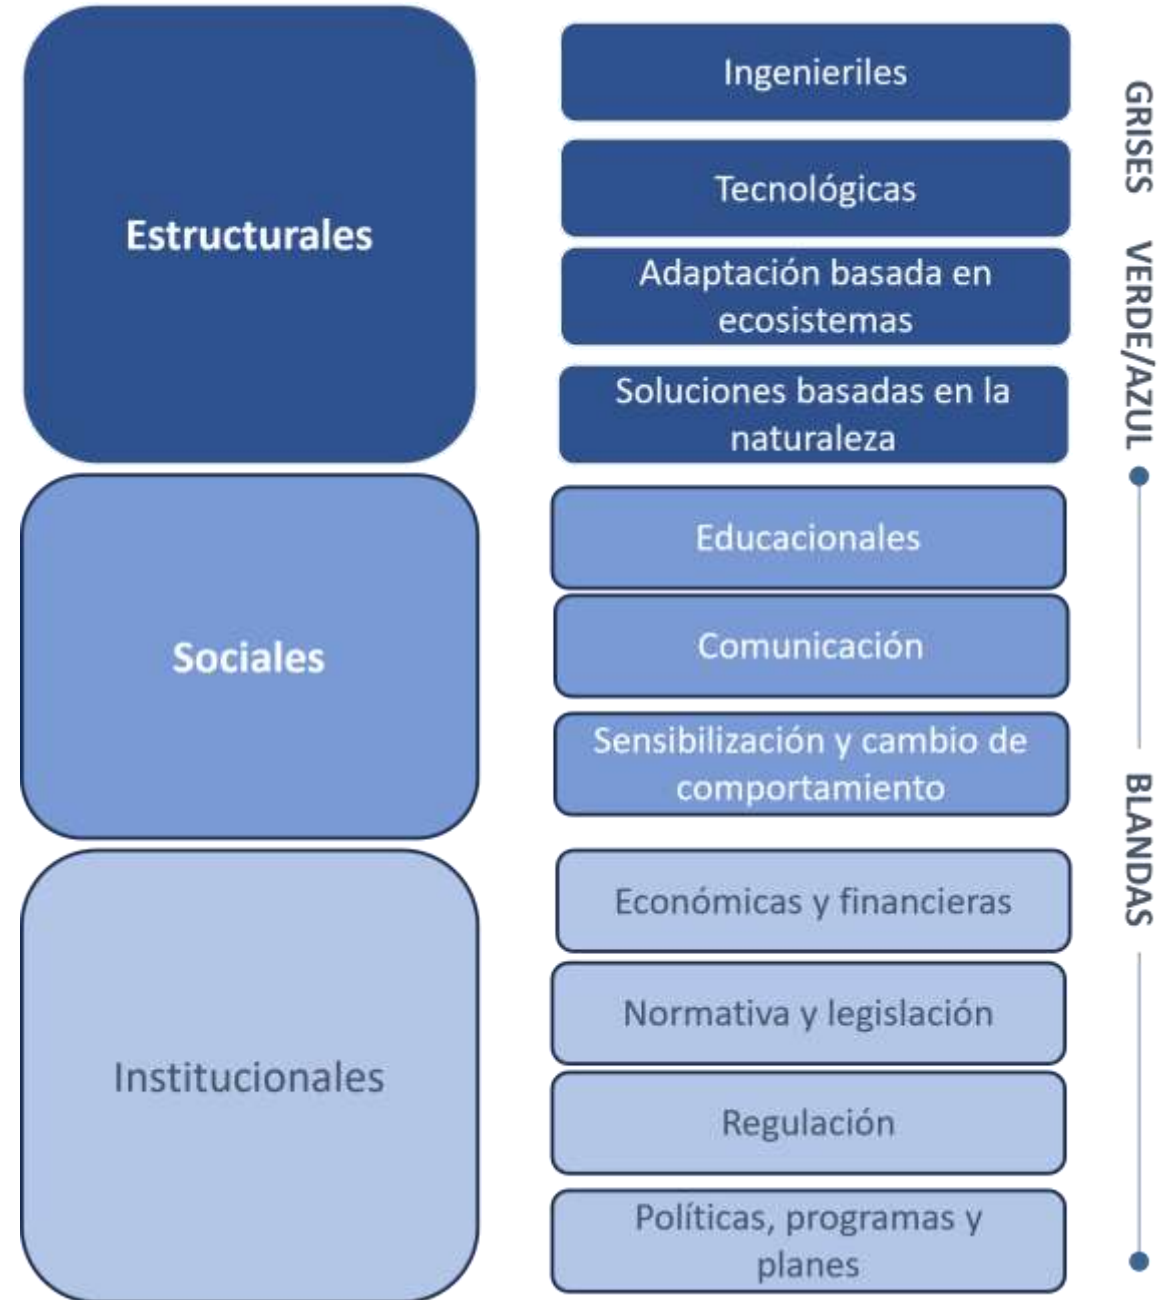 Estructurales
Ingenieriles
Tecnológicas
Adaptación basada en
ecosistemas
Soluciones basadas en la
naturaleza
GRISES
VERDE/AZUL
Sociales
Educacionales
Comunicación
Sensibilización y cambio de
comportamiento
Institucionales
Económicas y financieras
Normativa y legislación
Regulación
Políticas, programas y
planes
BLANDAS